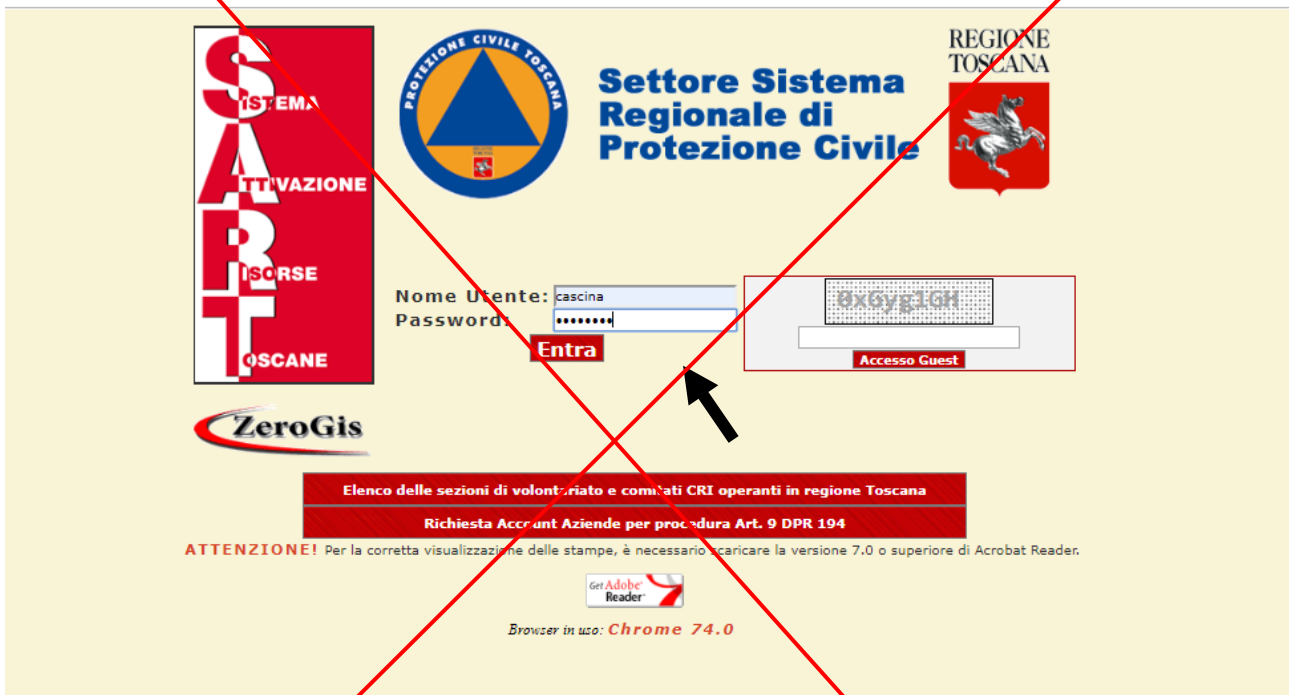 SISTEMA
ATTIVAZIONE
RISORSE
TOSCANE
PROTEZIONE CIVILE TOSCANA
Settore Sistema
Regionale di
Protezione Civile
REGIONE
TOSCANA
Nome Utente: cascina
Password: ••••••••
Entra
0xGyg1GH
Accesso Guest
ZeroGis
Elenco delle sezioni di volontariato e comitati CRI operanti in regione Toscana
Richiesta Account Aziende per procedura Art. 9 DPR 194
ATTENZIONE! Per la corretta visualizzazione delle stampe, è necessario scaricare la versione 7.0 o superiore di Acrobat Reader.
Get Adobe®
Reader®
Browser in uso: Chrome 74.0